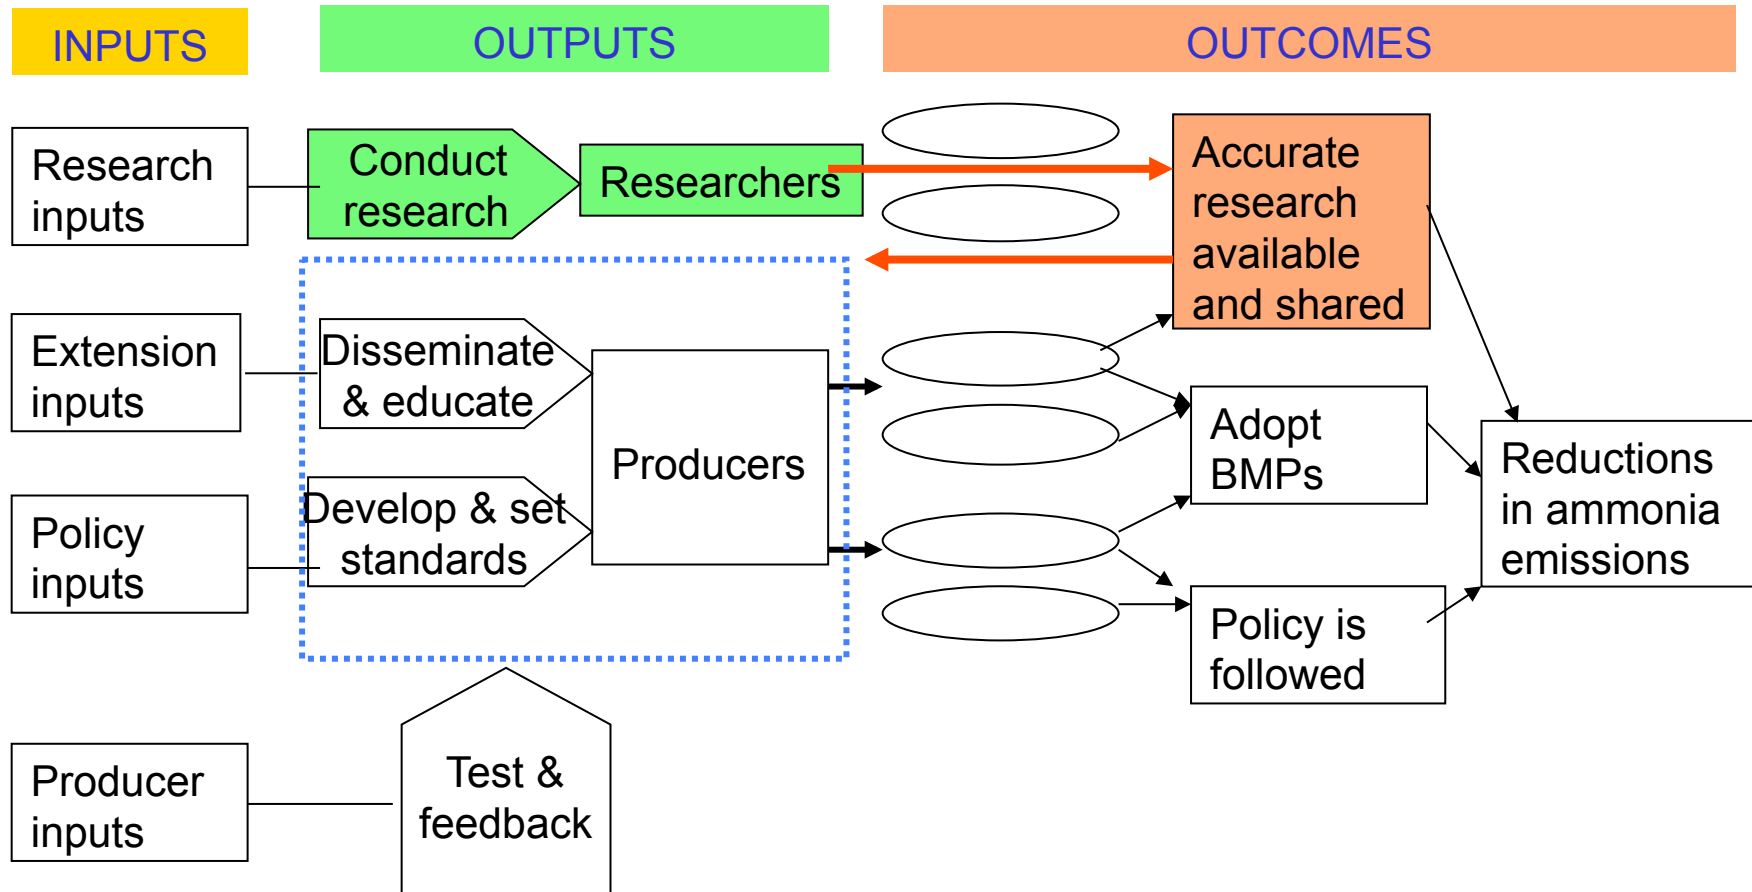 INPUTS
OUTPUTS
OUTCOMES
Research
inputs
Conduct
research
Researchers
Accurate
research
available
and shared
Extension
inputs
Disseminate
& educate
Producers
Adopt
BMPs
Reductions
in ammonia
emissions
Policy
inputs
Develop & set
standards
Policy is
followed
Producer
inputs
Test &
feedback